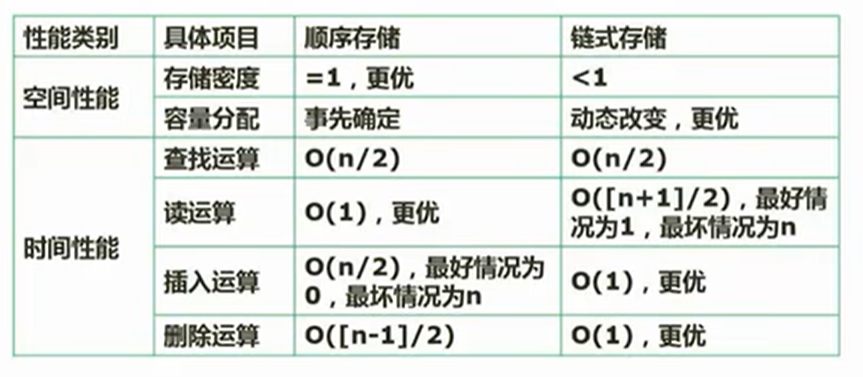 性能类别 具体项目 顺序存储 链式存储
空间性能 存储密度 =1，更优 <1
容量分配 事先确定 动态改变，更优
时间性能 查找运算 O(n/2) O(n/2)
读运算 O(1)，更优 O([n+1]/2)，最好情
况为1，最坏情况为n
插入运算 O(n/2)，最好情况为
0，最坏情况为n O(1)，更优
删除运算 O([n-1]/2) O(1)，更优